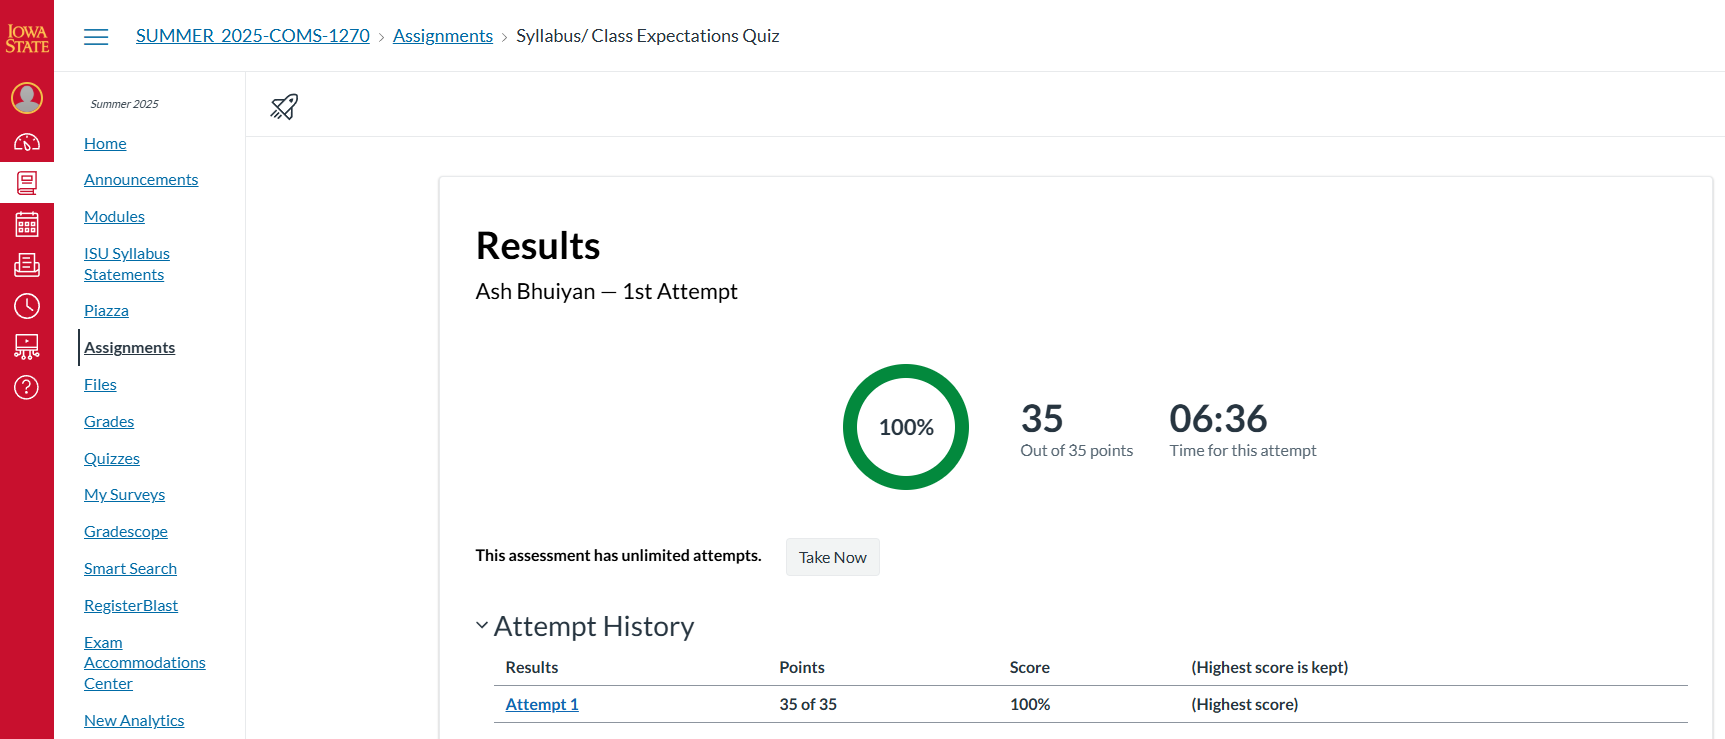 IOWA
STATE
SUMMER 2025-COMS-1270 › Assignments › Syllabus/ Class Expectations Quiz
Summer 2025
Home
Announcements
Modules
ISU Syllabus
Statements
Piazza
Assignments
Files
Grades
Quizzes
My Surveys
Gradescope
Smart Search
RegisterBlast
Exam
Accommodations
Center
New Analytics
Results
Ash Bhuiyan — 1st Attempt
100%
35
Out of 35 points
06:36
Time for this attempt
This assessment has unlimited attempts. Take Now
Attempt History
Results Points Score (Highest score is kept)
Attempt 1 35 of 35 100% (Highest score)